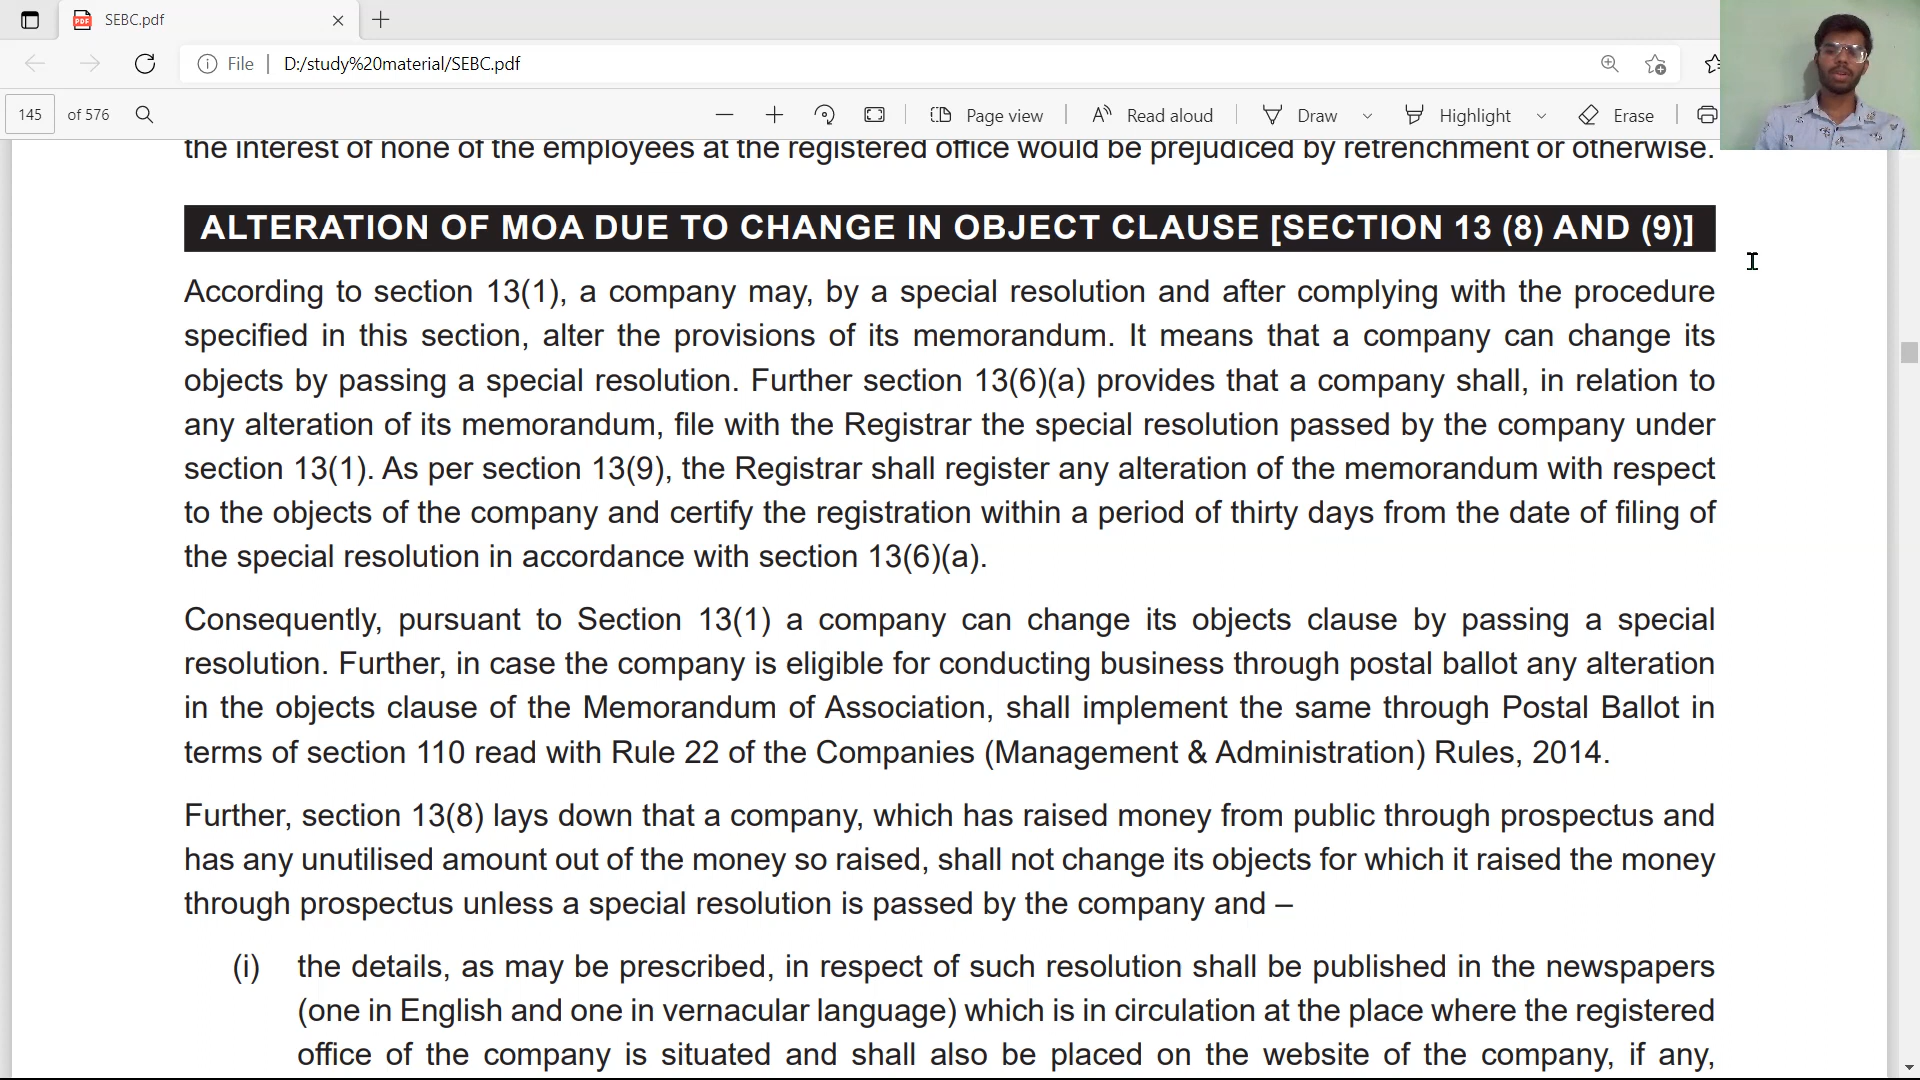 SEBC.pdf
File D:/study%20material/SEBC.pdf
145 of 576 Page view Read aloud Draw Highlight Erase
the interest of none of the employees at the registered office would be prejudiced by retrenchment or otherwise.
ALTERATION OF MOA DUE TO CHANGE IN OBJECT CLAUSE [SECTION 13 (8) AND (9)]
According to section 13(1), a company may, by a special resolution and after complying with the procedure
specified in this section, alter the provisions of its memorandum. It means that a company can change its
objects by passing a special resolution. Further section 13(6)(a) provides that a company shall, in relation to
any alteration of its memorandum, file with the Registrar the special resolution passed by the company under
section 13(1). As per section 13(9), the Registrar shall register any alteration of the memorandum with respect
to the objects of the company and certify the registration within a period of thirty days from the date of filing of
the special resolution in accordance with section 13(6)(a).
Consequently, pursuant to Section 13(1) a company can change its objects clause by passing a special
resolution. Further, in case the company is eligible for conducting business through postal ballot any alteration
in the objects clause of the Memorandum of Association, shall implement the same through Postal Ballot in
terms of section 110 read with Rule 22 of the Companies (Management & Administration) Rules, 2014.
Further, section 13(8) lays down that a company, which has raised money from public through prospectus and
has any unutilised amount out of the money so raised, shall not change its objects for which it raised the money
through prospectus unless a special resolution is passed by the company and –
(i) the details, as may be prescribed, in respect of such resolution shall be published in the newspapers
(one in English and one in vernacular language) which is in circulation at the place where the registered
office of the company is situated and shall also be placed on the website of the company, if any,